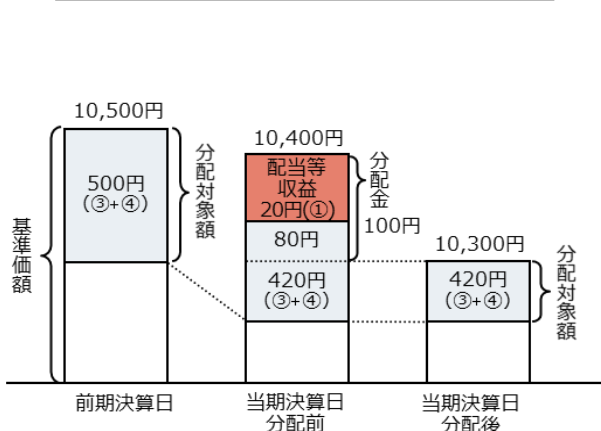 10,500円
500円
(③+④)
分配対象額
基準価額
前期決算日
10,400円
配当等
収益
20円(①)
80円
420円
(③+④)
分配金
100円
当期決算日
分配前
10,300円
420円
(③+④)
分配対象額
当期決算日
分配後